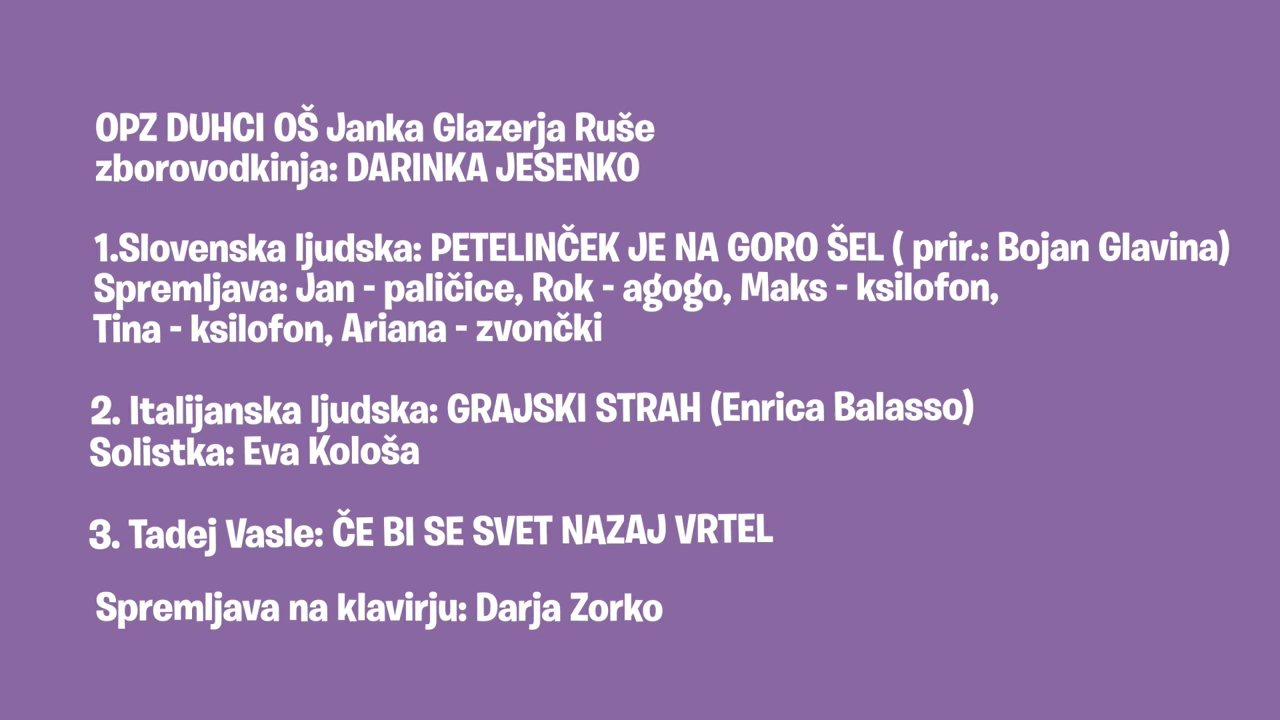 OPZ DUHCI OŠ Janka Glazerja Ruše
zborovodkinja: DARINKA JESENKO
1.Slovenska ljudska: PETELINČEK JE NA GORO ŠEL ( prir.: Bojan Glavina)
Spremljava: Jan - paličice, Rok - agogo, Maks - ksilofon,
Tina - ksilofon, Ariana - zvončki
2. Italijanska ljudska: GRAJSKI STRAH (Enrica Balasso)
Solistka: Eva Kološa
3. Tadej Vasle: ČE BI SE SVET NAZAJ VRTEL
Spremljava na klavirju: Darja Zorko